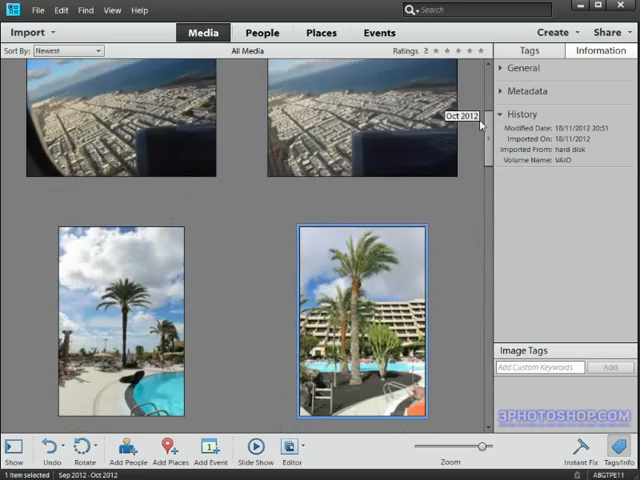 File Edit Find View Help
Search
Import
Media People Places Events
Create Share
Sort By: Newest
All Media
Ratings ≥
Tags Information
General
Metadata
History
Modified Date: 18/11/2012 20:51
Imported On: 18/11/2012
Imported From: hard disk
Volume Name: VAIO
Oct 2012
Image Tags
Add Custom Keywords Add
3PHOTOSHOP.COM
Show Undo Rotate Add People Add Places Add Event Slide Show Editor Zoom Instant Fix Tags/Info
1 Item selected Sep 2012 - Oct 2012 ABGTPE11